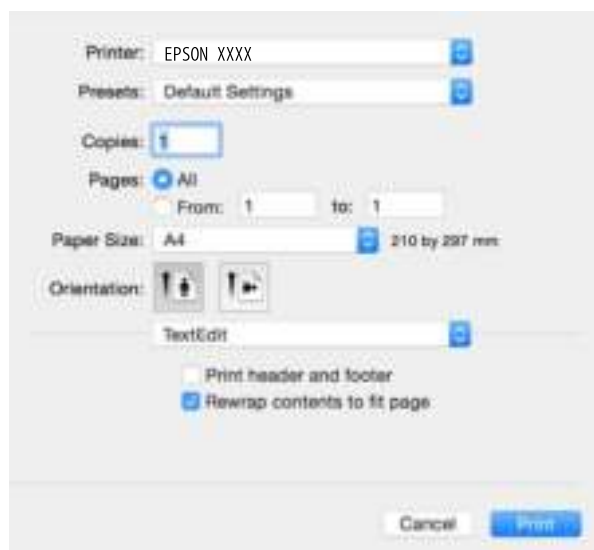 Printer: EPSON XXXX
Presets: Default Settings
Copies: 1
Pages: All
From: 1 to: 1
Paper Size: A4 210 by 297 mm
Orientation:
TextEdit
Print header and footer
Rewrap contents to fit page
Cancel Print